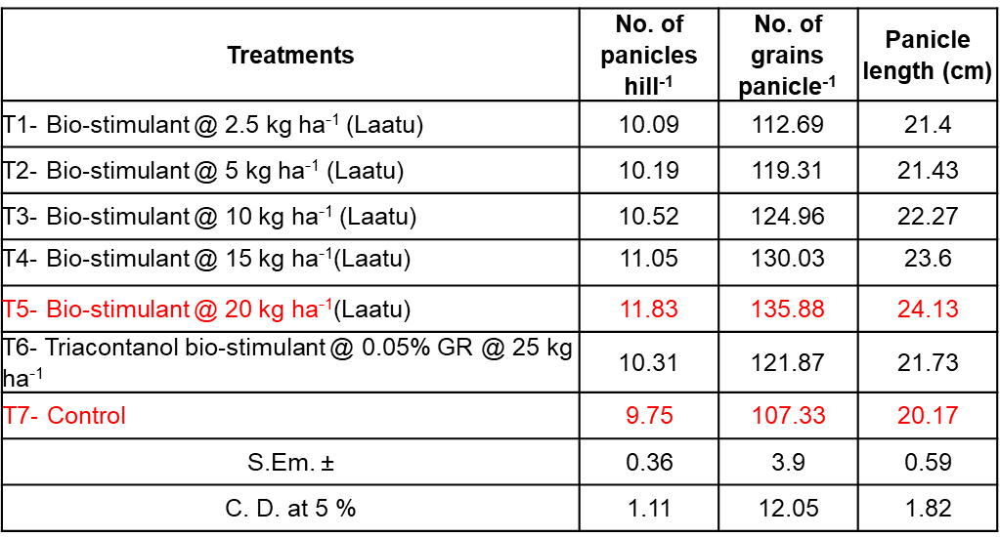 Treatments No. of panicles hill-1 No. of grains panicle-1 Panicle length (cm)
T1- Bio-stimulant @ 2.5 kg ha-1 (Laatu) 10.09 112.69 21.4
T2- Bio-stimulant @ 5 kg ha-1 (Laatu) 10.19 119.31 21.43
T3- Bio-stimulant @ 10 kg ha-1 (Laatu) 10.52 124.96 22.27
T4- Bio-stimulant @ 15 kg ha-1(Laatu) 11.05 130.03 23.6
T5- Bio-stimulant @ 20 kg ha-1(Laatu) 11.83 135.88 24.13
T6- Triacontanol bio-stimulant @ 0.05% GR @ 25 kg ha-1 10.31 121.87 21.73
T7- Control 9.75 107.33 20.17
S.Em. ± 0.36 3.9 0.59
C. D. at 5 % 1.11 12.05 1.82